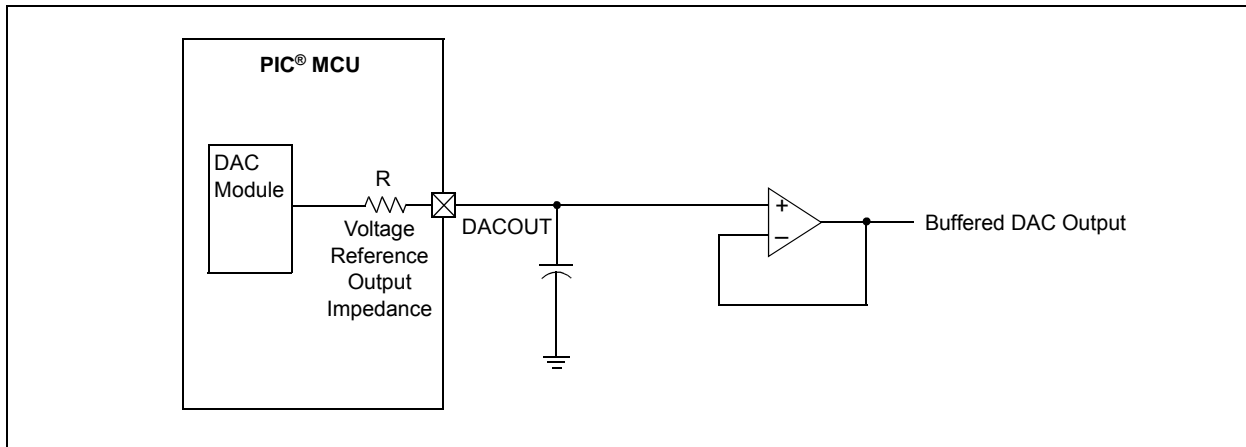 PIC® MCU
DAC
Module
R
Voltage
Reference
Output
Impedance
DACOUT
+
–
Buffered DAC Output